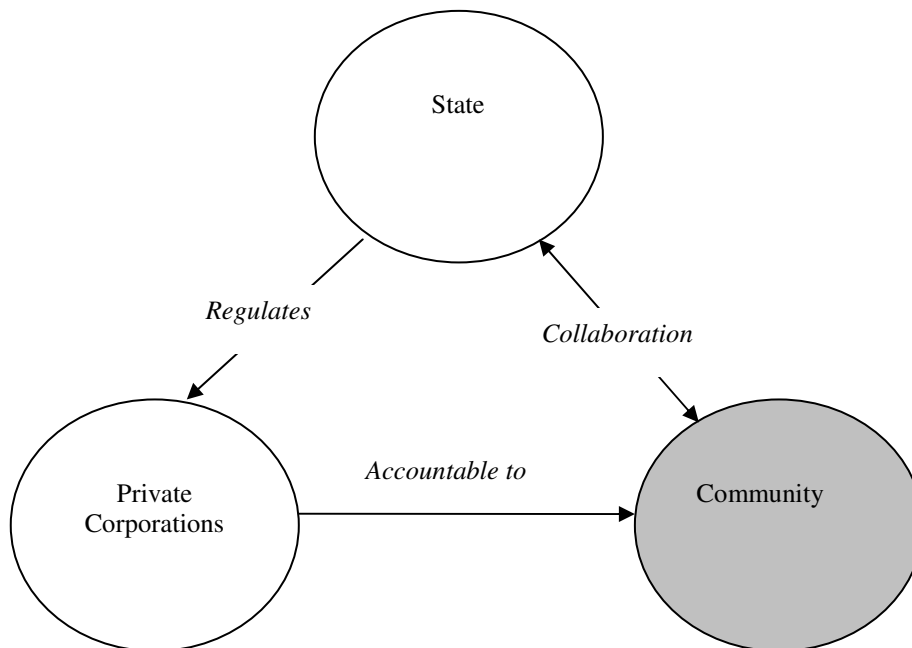 State
Regulates
Collaboration
Accountable to
Private
Corporations
Community